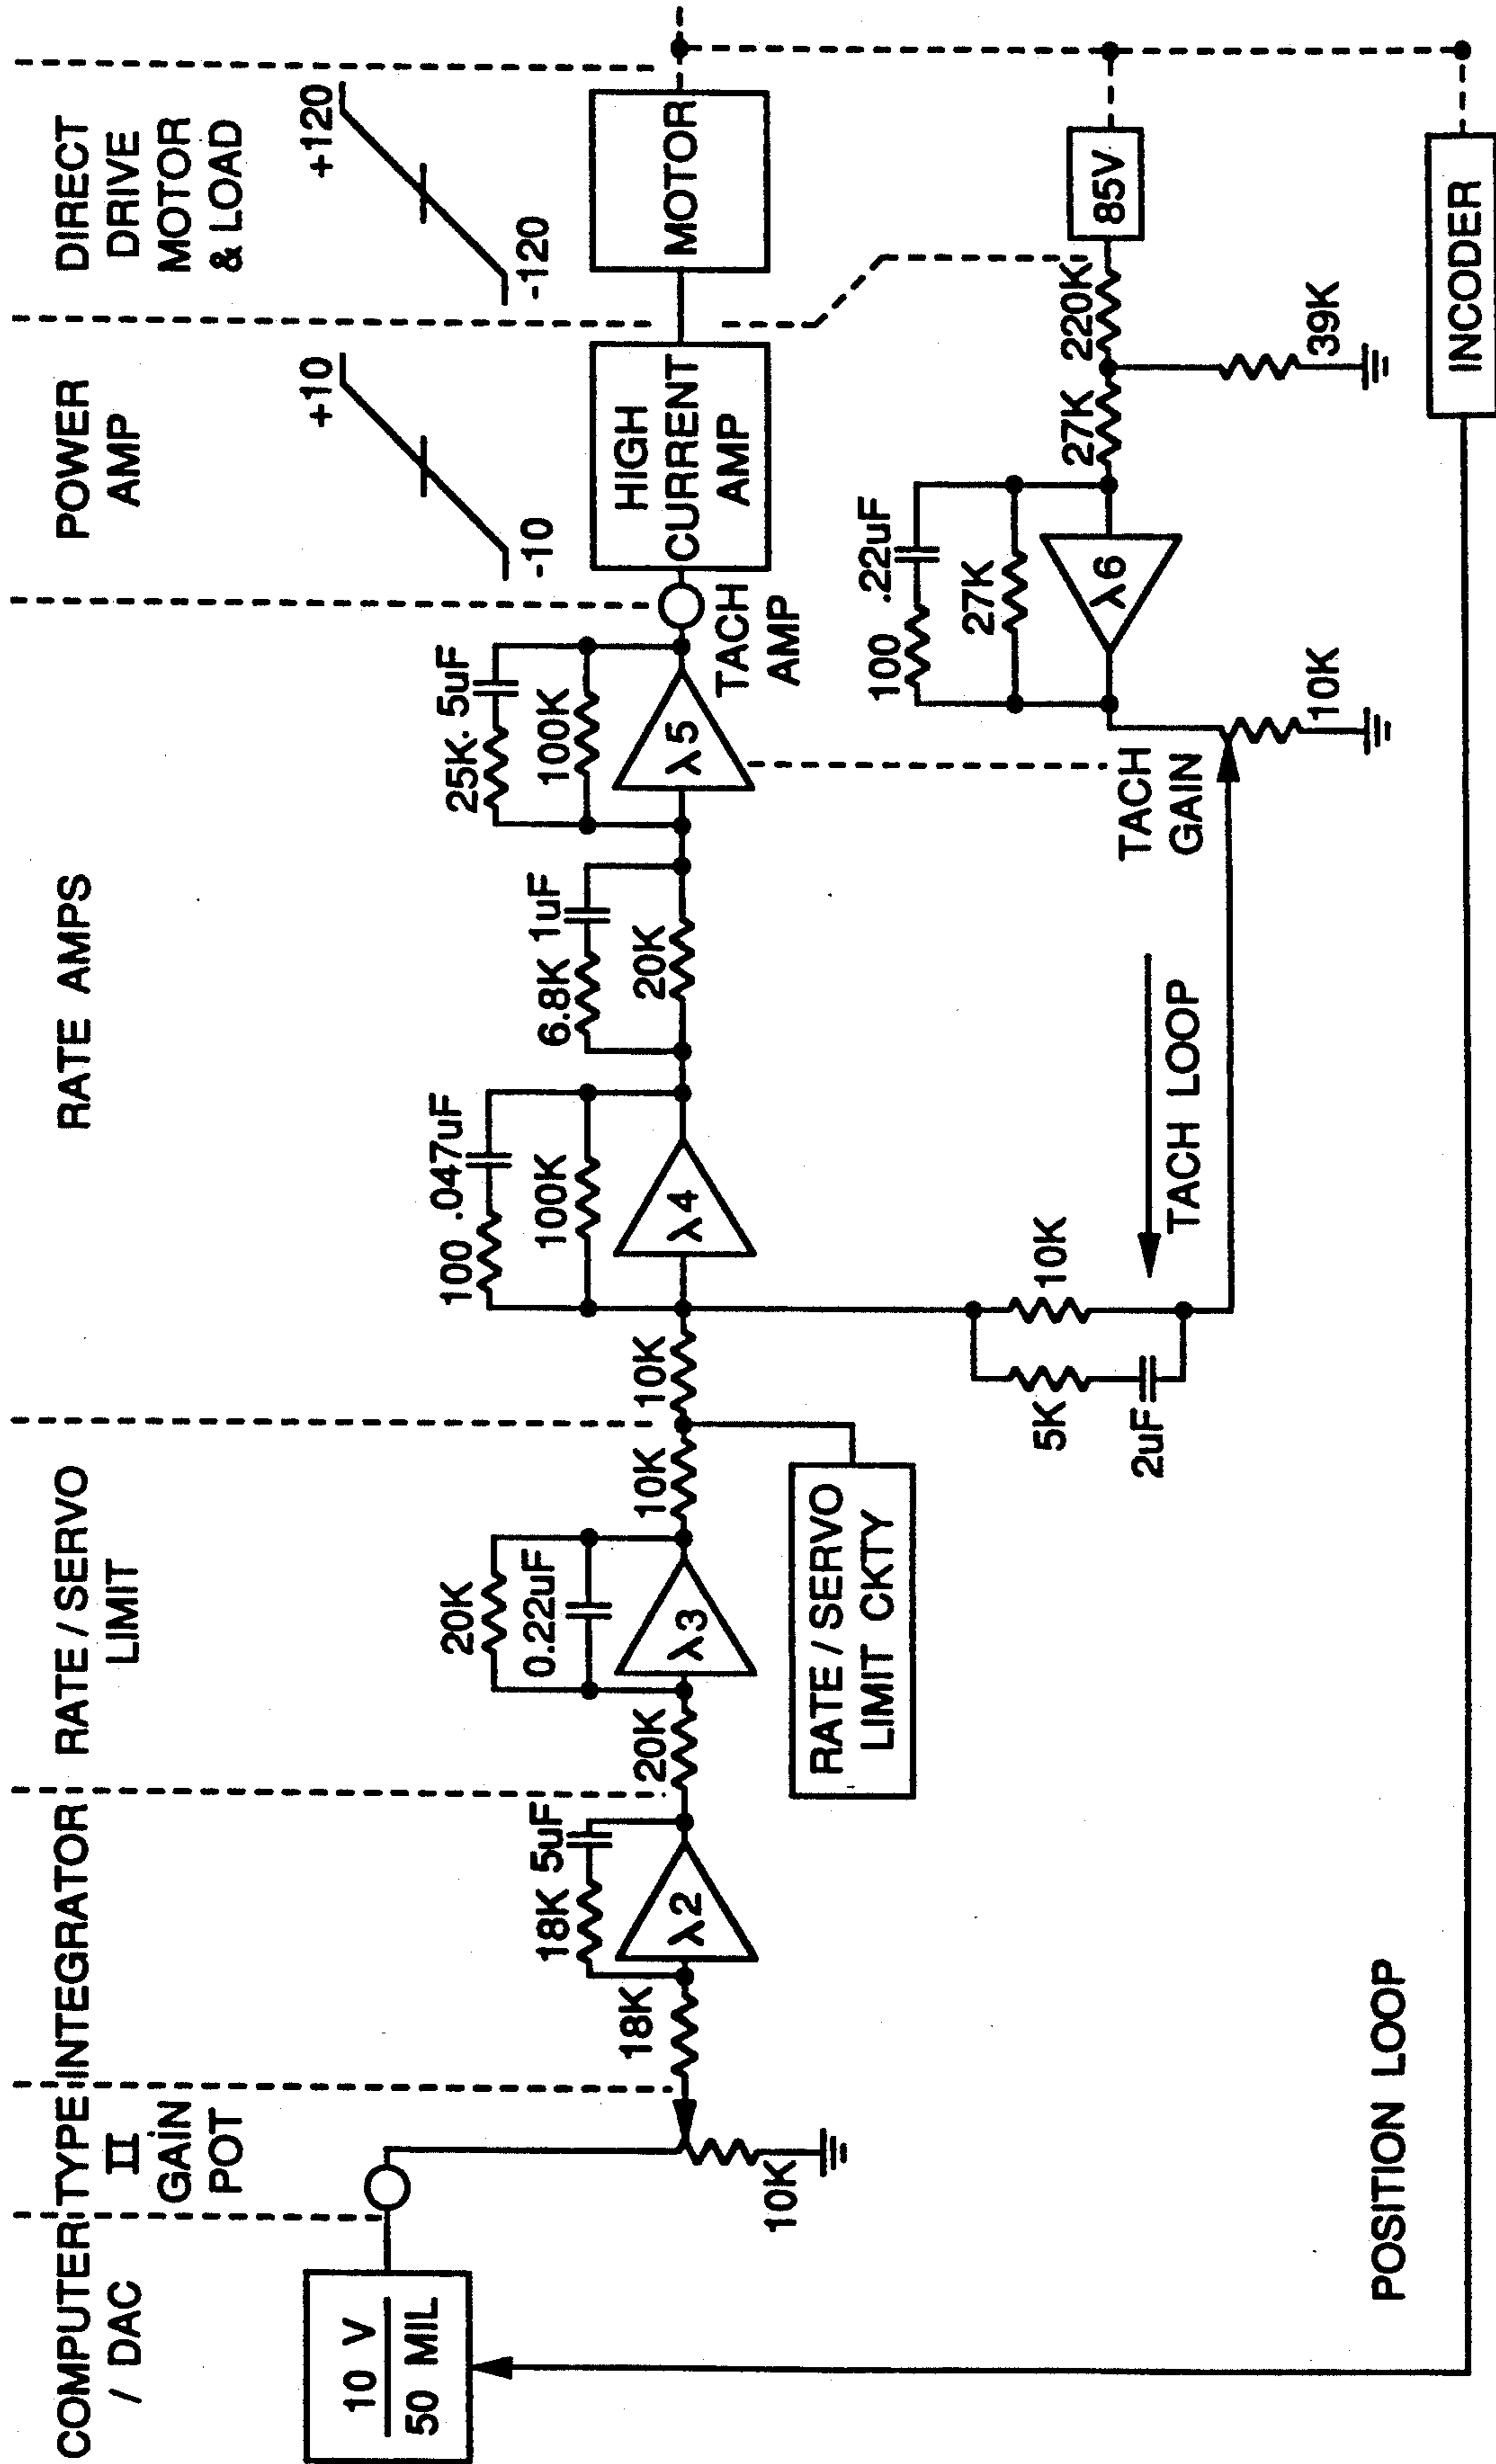 COMPUTER
/ DAC
TYPE
II
GAIN
POT
INTEGRATOR
RATE / SERVO
LIMIT
RATE AMPS
POWER
AMP
DIRECT
DRIVE
MOTOR
& LOAD
+10
-10
+120
-120
10 V
50 MIL
10K
18K
18K 5uF
λ2
20K
20K
0.22uF
λ3
10K
RATE / SERVO
LIMIT CKTY
10K
100 .047uF
100K
λ4
6.8K 1uF
20K
25K .5uF
100K
λ5
TACH
AMP
HIGH
CURRENT
AMP
MOTOR
5K
2uF
10K
TACH LOOP
TACH
GAIN
10K
100 .22uF
27K
λ6
27K
220K
39K
85V
POSITION LOOP
INCODER